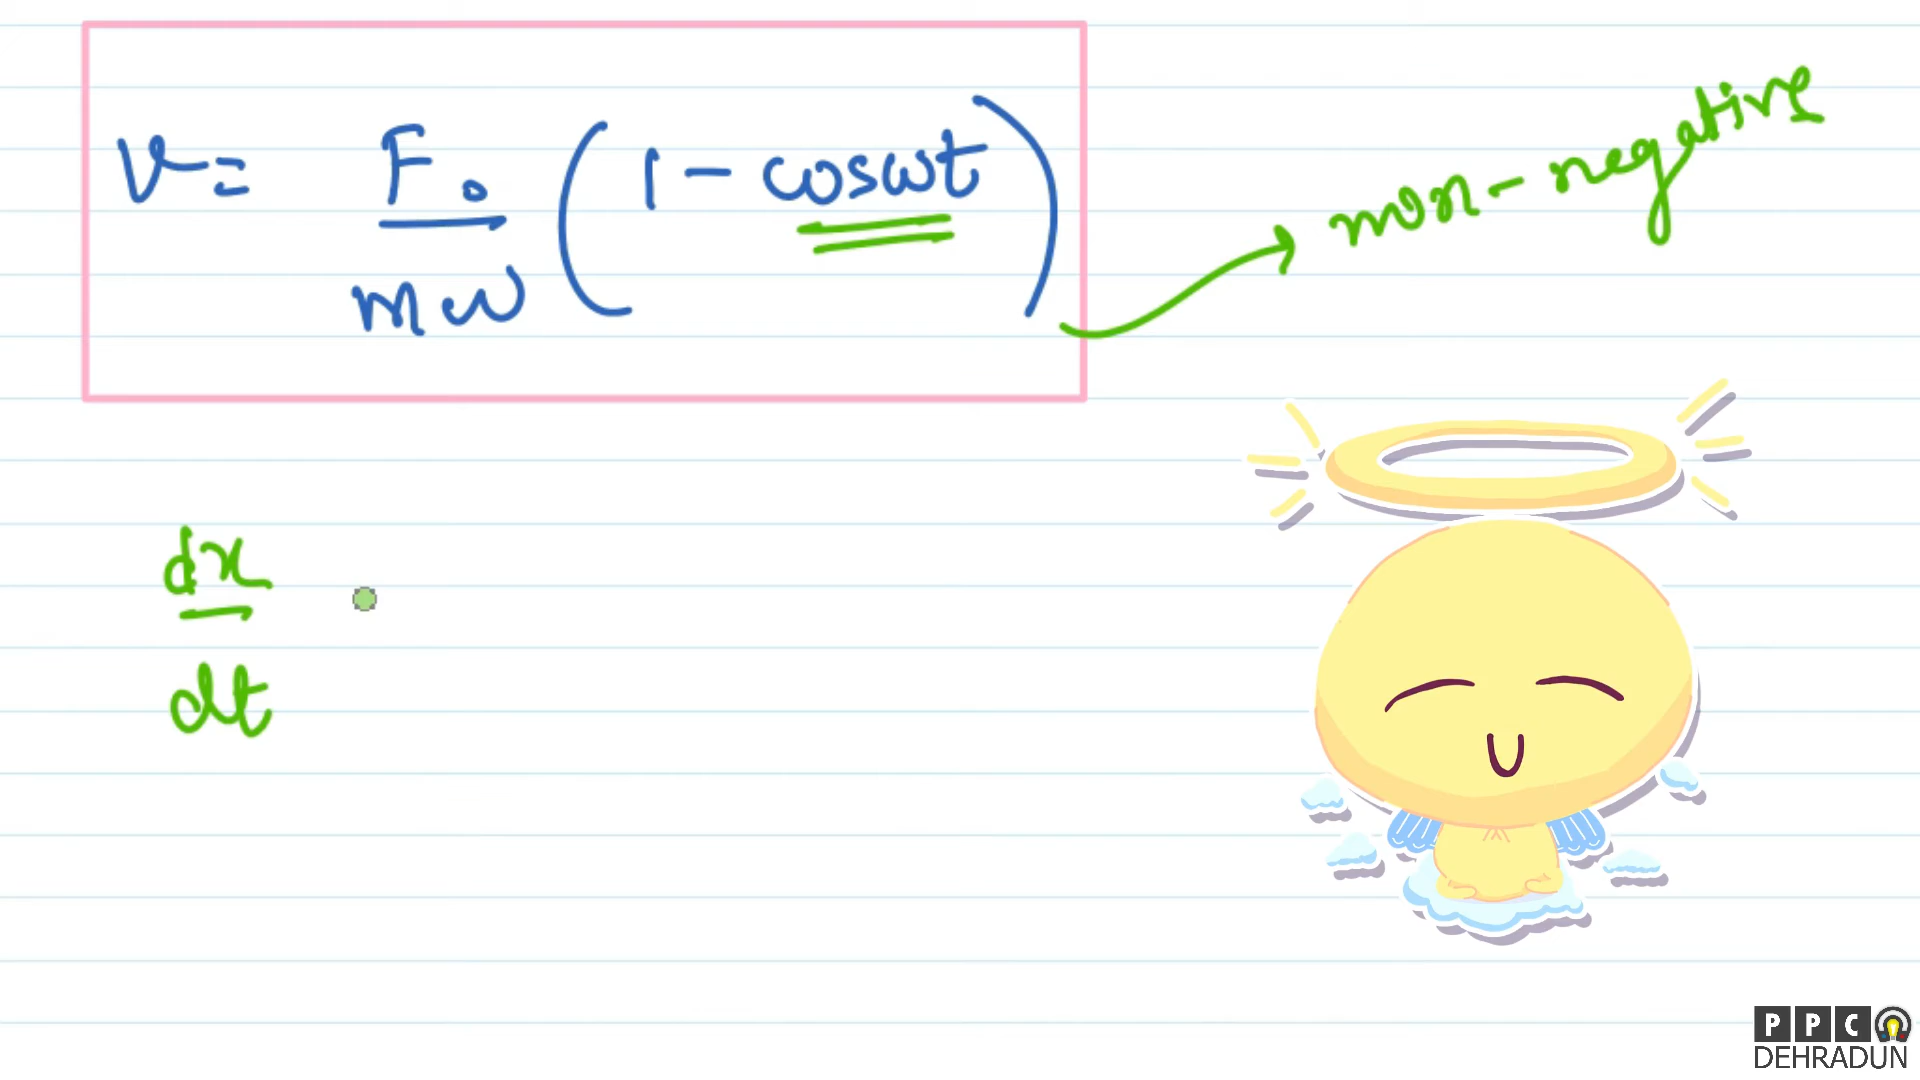 v = F₀/mω (1 - cosωt)
non-negative
dx/dt
PPC
DEHRADUN